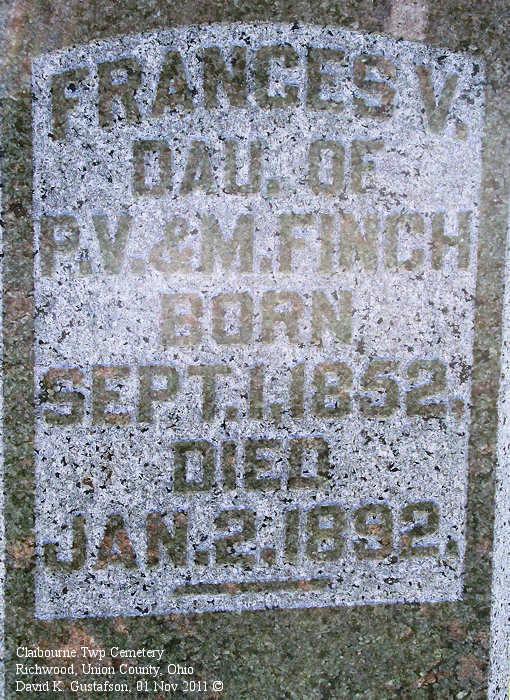 FRANCES V.
DAU. OF
P.V. & M. FINCH
BORN
SEPT. 1. 1852.
DIED
JAN. 2. 1892.
Claibourne Twp Cemetery
Richwood, Union County, Ohio
David K. Gustafson, 01 Nov 2011 ©